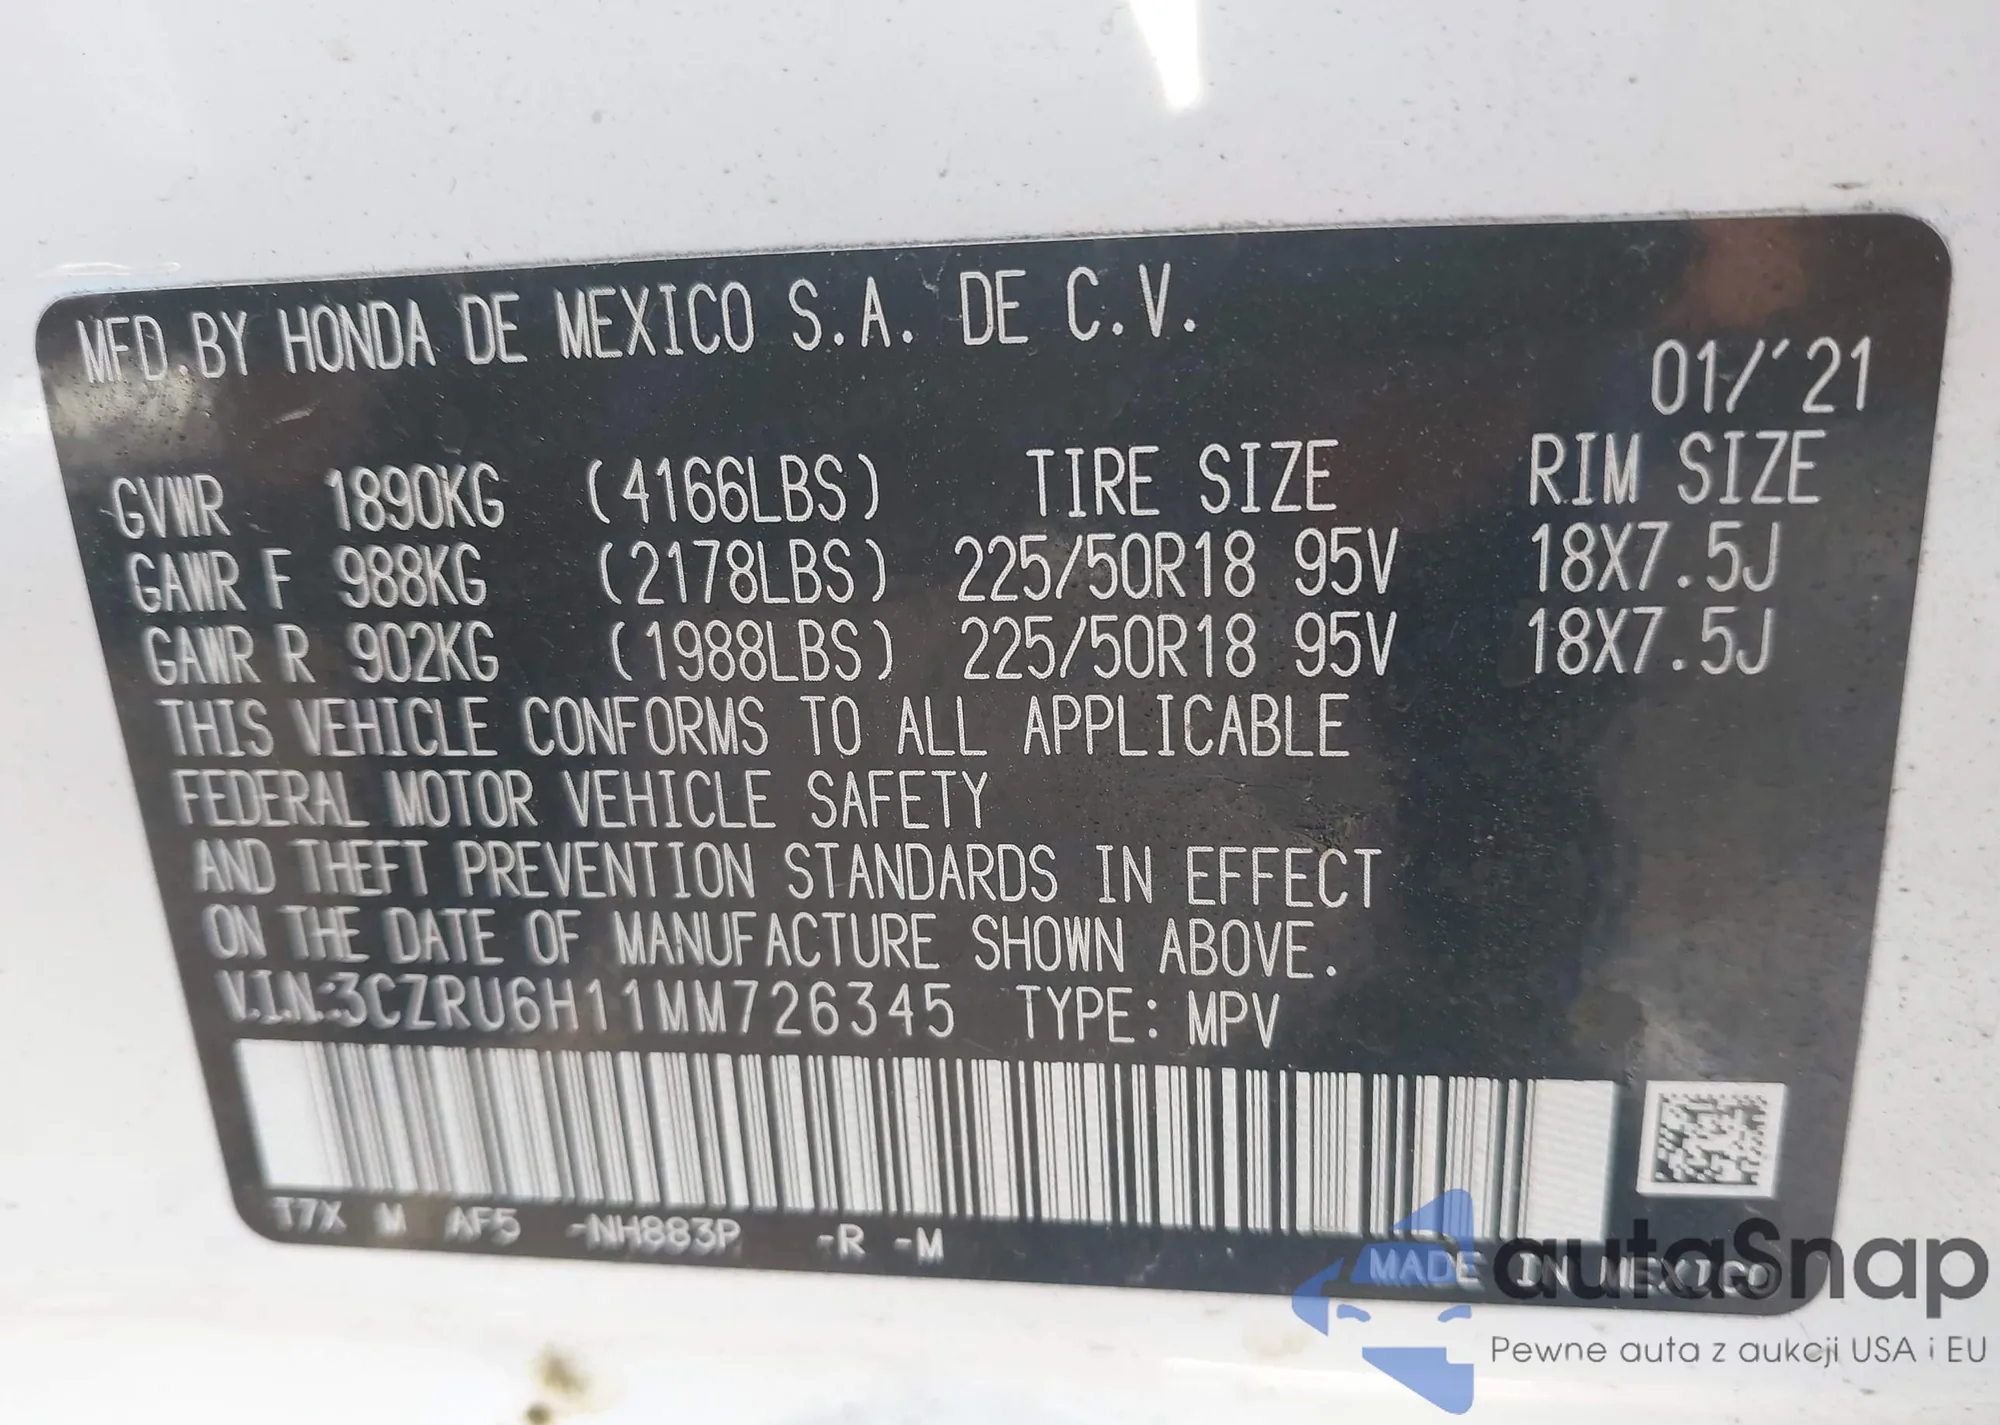 MFD.BY HONDA DE MEXICO S.A. DE C.V.
01/'21
GVWR 1890KG (4166LBS) TIRE SIZE RIM SIZE
GAWR F 988KG (2178LBS) 225/50R18 95V 18X7.5J
GAWR R 902KG (1988LBS) 225/50R18 95V 18X7.5J
THIS VEHICLE CONFORMS TO ALL APPLICABLE
FEDERAL MOTOR VEHICLE SAFETY
AND THEFT PREVENTION STANDARDS IN EFFECT
ON THE DATE OF MANUFACTURE SHOWN ABOVE.
V.I.N:3CZRU6H11MM726345 TYPE: MPV
T7X M AF5 -NH883P -R -M
MADE IN MEXICO
autaSnap
Pewne auta z aukcji USA i EU